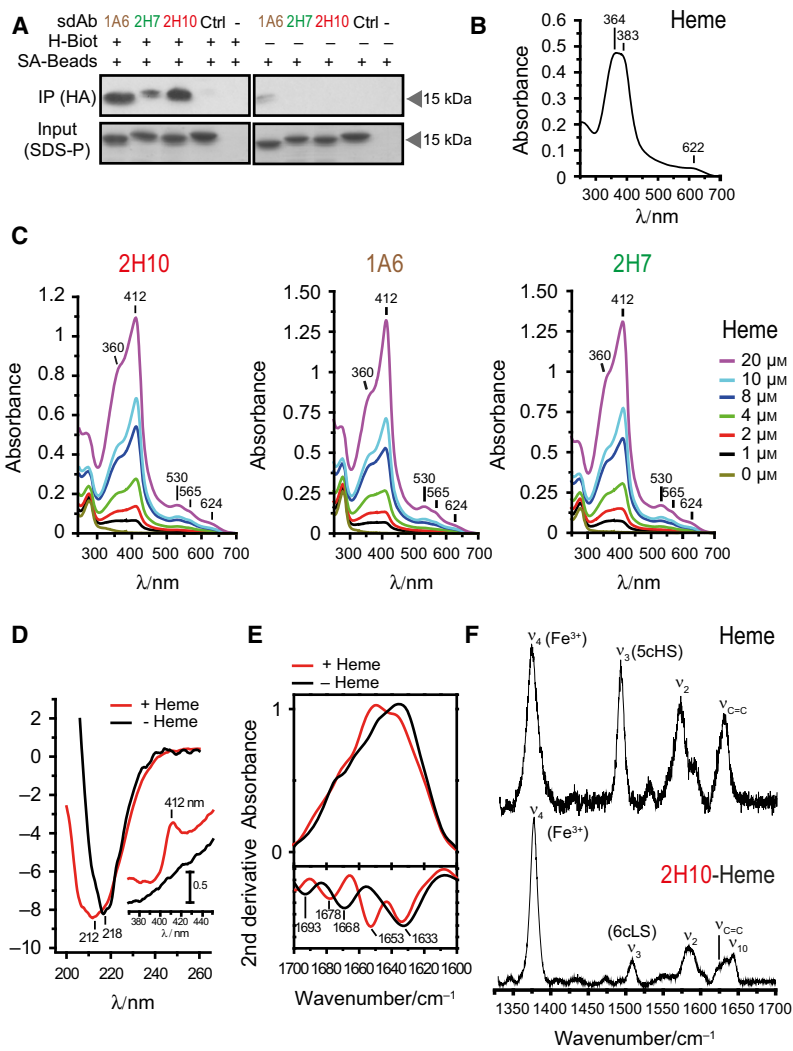 A
sdAb 1A6 2H7 2H10 Ctrl - 1A6 2H7 2H10 Ctrl -
H-Biot + + + + + – – – – –
SA-Beads + + + + + + + + + +
IP (HA)
15 kDa
Input
(SDS-P)
15 kDa
B
Heme
364
383
622
Absorbance
0.6
0.5
0.4
0.3
0.2
0.1
0
300 400 500 600 700
λ/nm
C
2H10
Absorbance
1.2
1
0.8
0.6
0.4
0.2
0
412
360
530
565
624
300 400 500 600 700
λ/nm
1A6
Absorbance
1.50
1.25
1
0.75
0.50
0.25
0
412
360
530
565
624
300 400 500 600 700
λ/nm
2H7
Absorbance
1.50
1.25
1
0.75
0.50
0.25
0
412
360
530
565
624
300 400 500 600 700
λ/nm
Heme
20 µM
10 µM
8 µM
4 µM
2 µM
1 µM
0 µM
D
+ Heme
- Heme
2
0
–2
–4
–6
–8
–10
212
218
412 nm
0.5
380 400 420 440
λ / nm
200 220 240 260
λ/nm
E
+ Heme
– Heme
Absorbance
1
0
2nd derivative
1693
1678
1668
1653
1633
1700 1680 1660 1640 1620 1600
Wavenumber/cm⁻¹
F
Heme
ν₄ (Fe³⁺)
ν₃ (5cHS)
ν₂
νC=C
2H10-Heme
ν₄
(Fe³⁺)
(6cLS)
ν₃
ν₂
νC=C
ν₁₀
1350 1400 1450 1500 1550 1600 1650 1700
Wavenumber/cm⁻¹